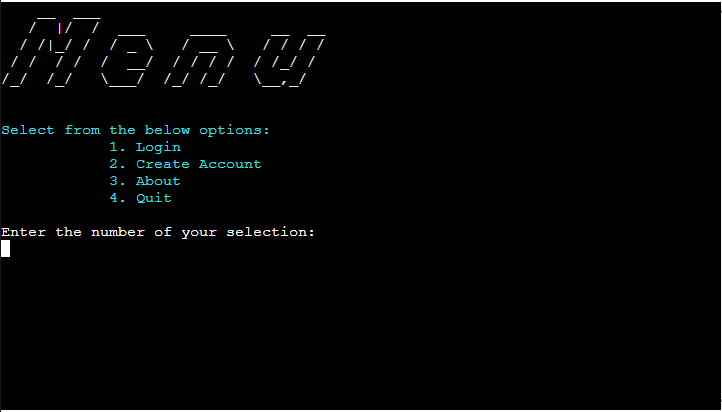 Menu
Select from the below options:
1. Login
2. Create Account
3. About
4. Quit
Enter the number of your selection: